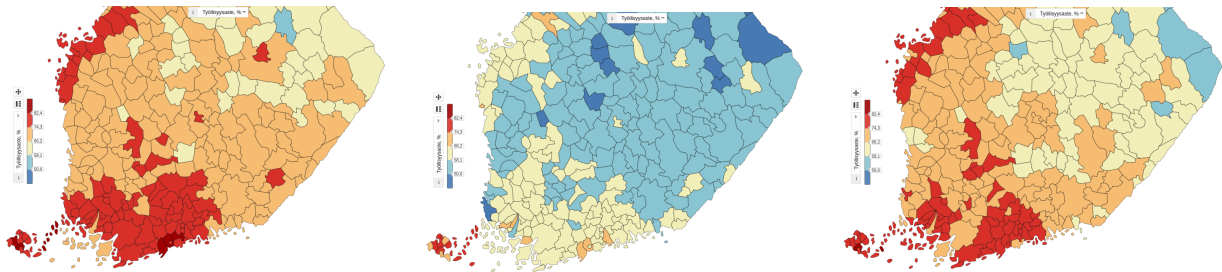 i Työllisyysaste, %
82,4
74,3
66,2
58,1
50,0
Työllisyysaste, %
i
i Työllisyysaste, %
82,4
74,3
66,2
58,1
50,0
Työllisyysaste, %
i
i Työllisyysaste, %
82,4
74,3
66,2
58,1
50,0
Työllisyysaste, %
i